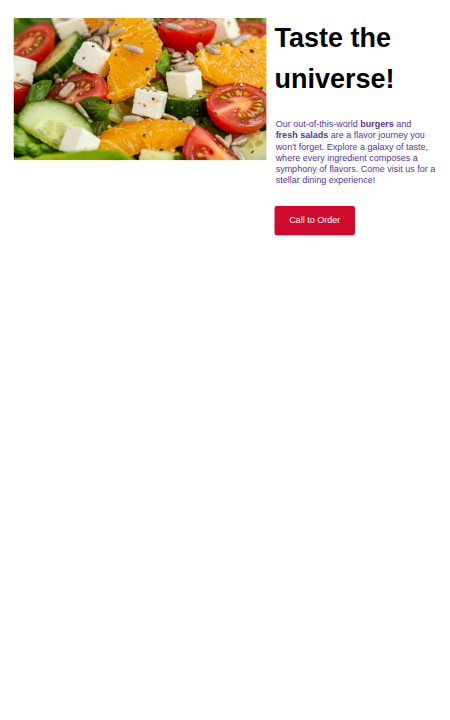 Taste the
universe!
Our out-of-this-world burgers and
fresh salads are a flavor journey you
won't forget. Explore a galaxy of taste,
where every ingredient composes a
symphony of flavors. Come visit us for a
stellar dining experience!
Call to Order